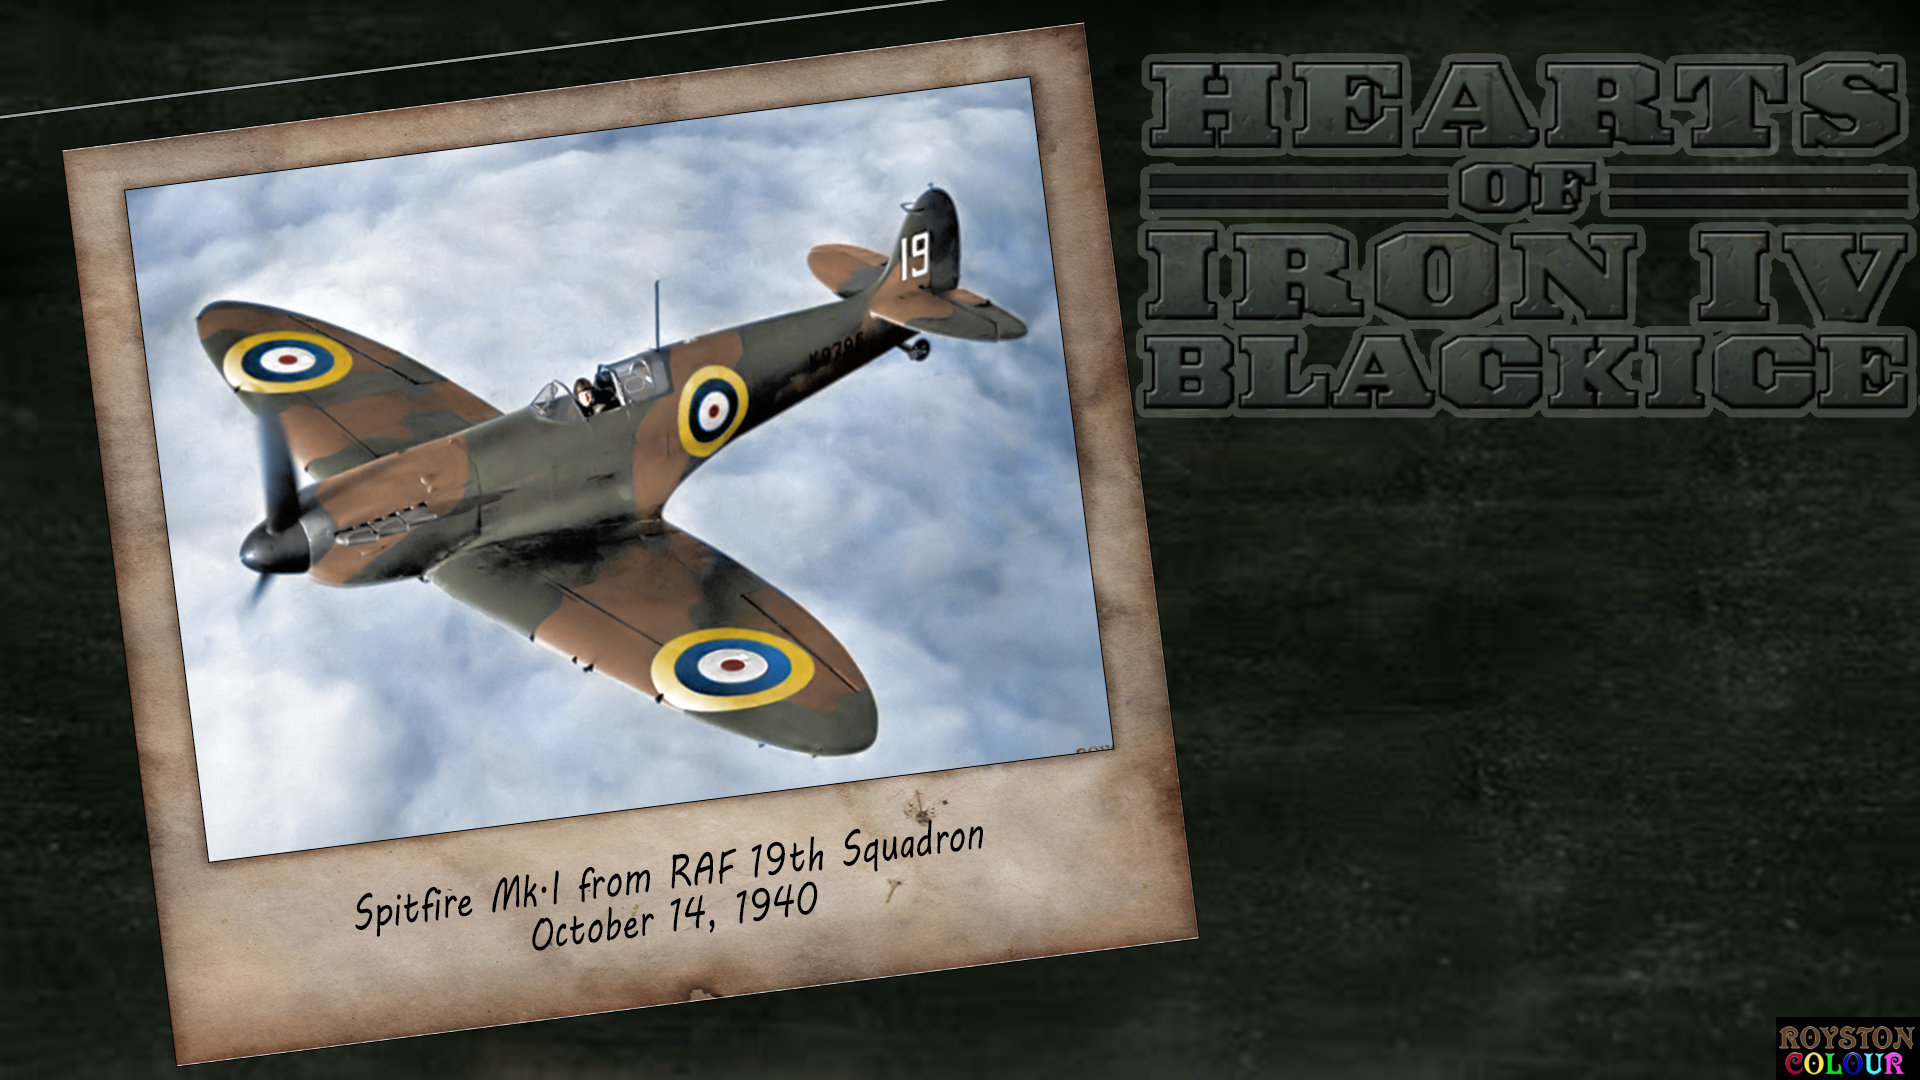 HEARTS
OF
IRON IV
BLACKICE
19
Spitfire Mk.I from RAF 19th Squadron
October 14, 1940
ROYSTON
COLOUR